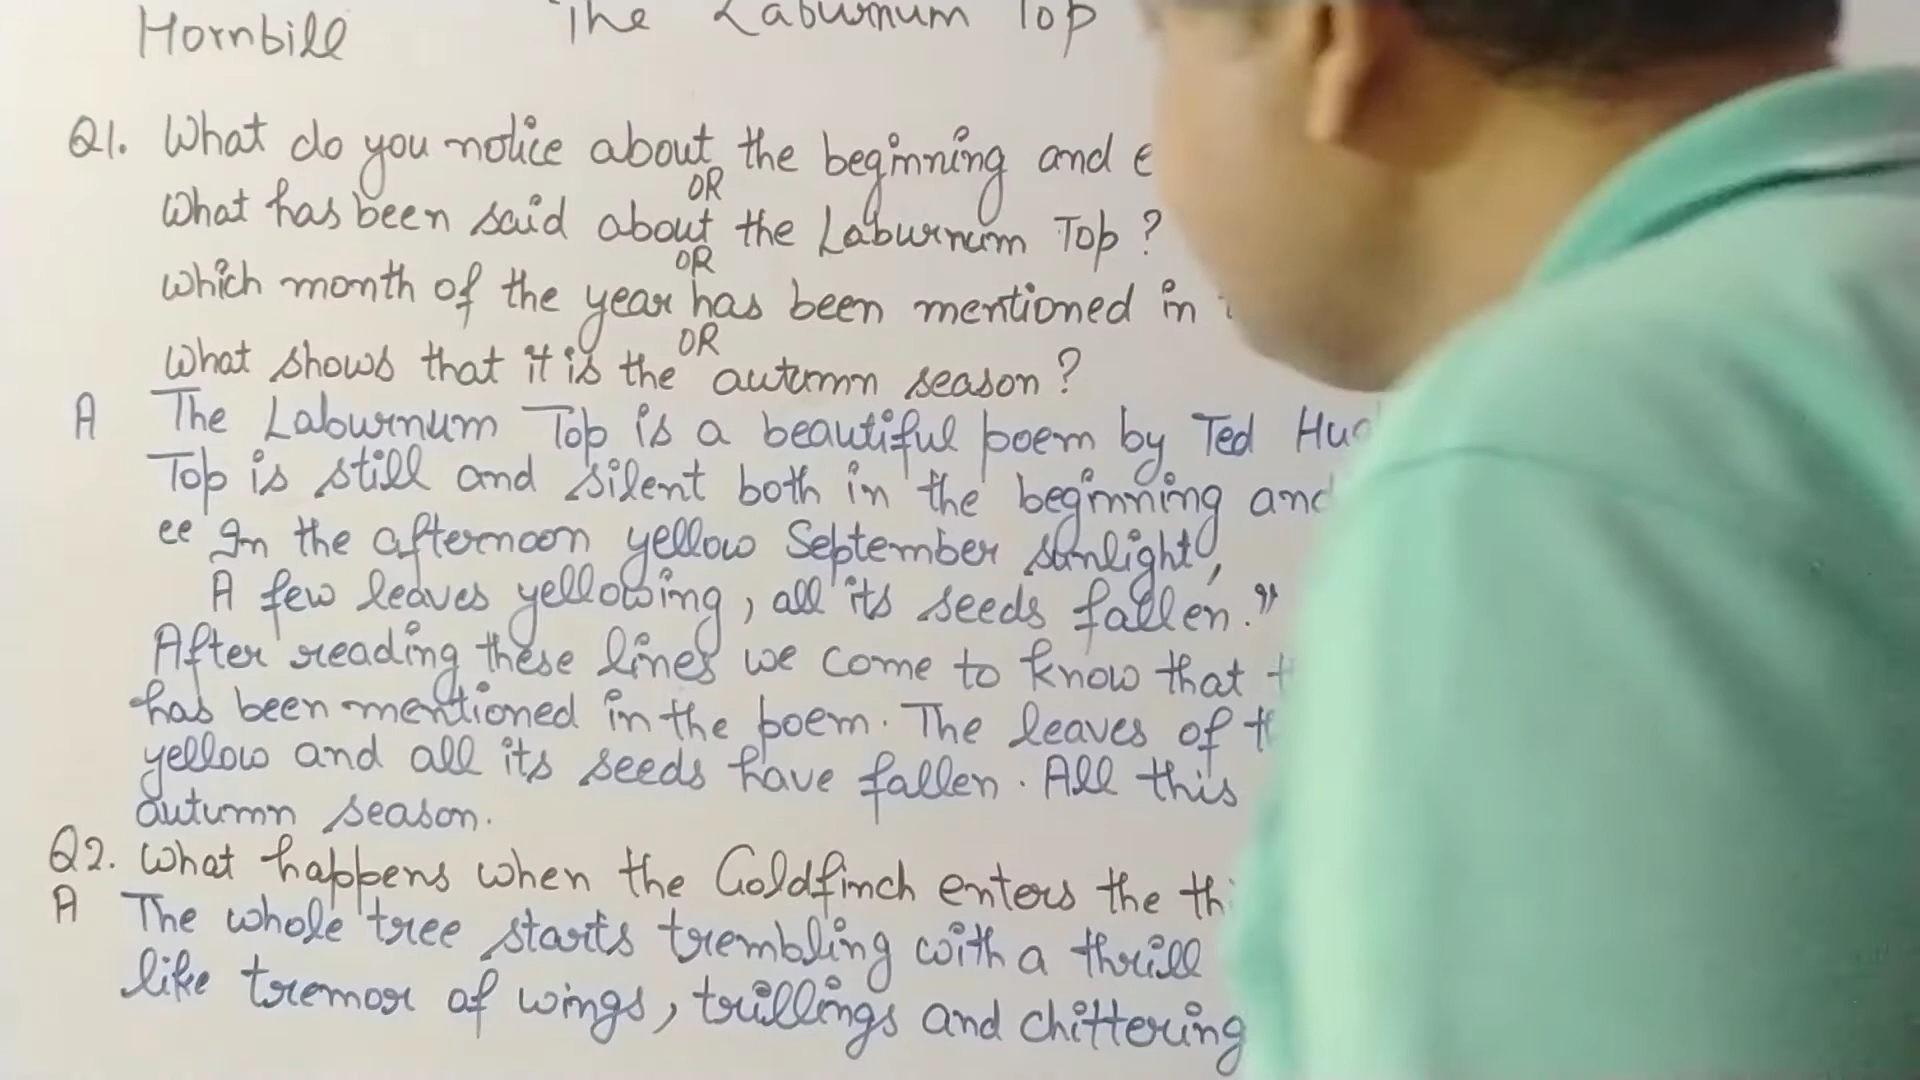 Hornbill The Laburnum Top
Q1. What do you notice about the beginning and
OR
What has been said about the Laburnum Top?
OR
Which month of the year has been mentioned in
OR
What shows that it is the autumn season?
A The Laburnum Top is a beautiful poem by Ted
Top is still and silent both in the beginning and
"In the afternoon yellow September sunlight,
A few leaves yellowing, all its seeds fallen."
After reading these lines we come to know that
has been mentioned in the poem. The leaves of
yellow and all its seeds have fallen. All this
autumn season.
Q2. What happens when the Goldfinch enters the
A The whole tree starts trembling with a thrill
like tremor of wings, trillings and chittering